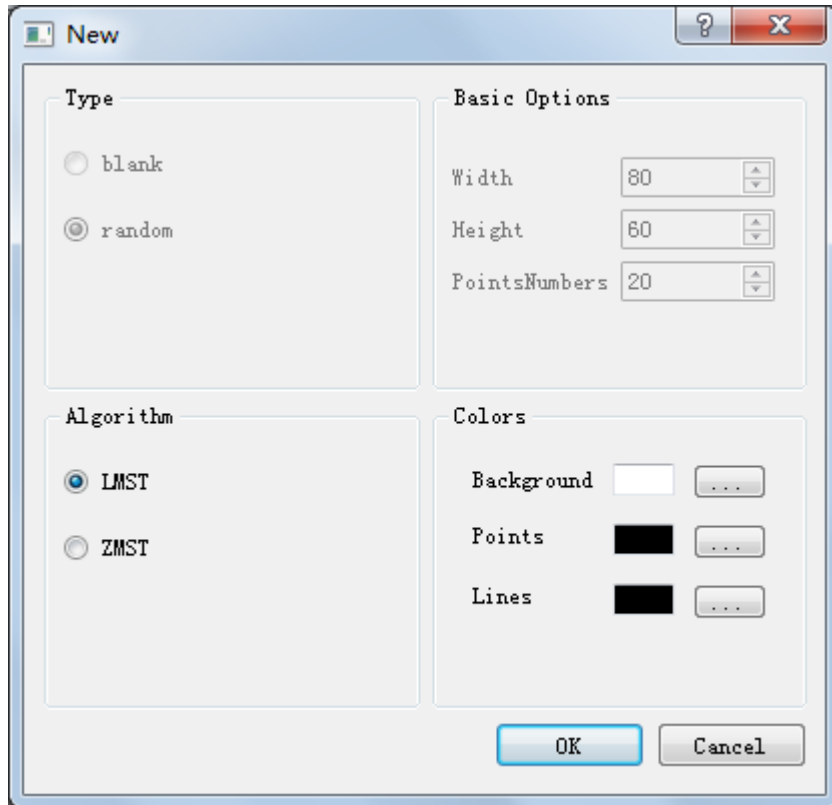 New
Type
blank
random
Basic Options
Width 80
Height 60
PointsNumbers 20
Algorithm
LMST
ZMST
Colors
Background ...
Points ...
Lines ...
OK Cancel